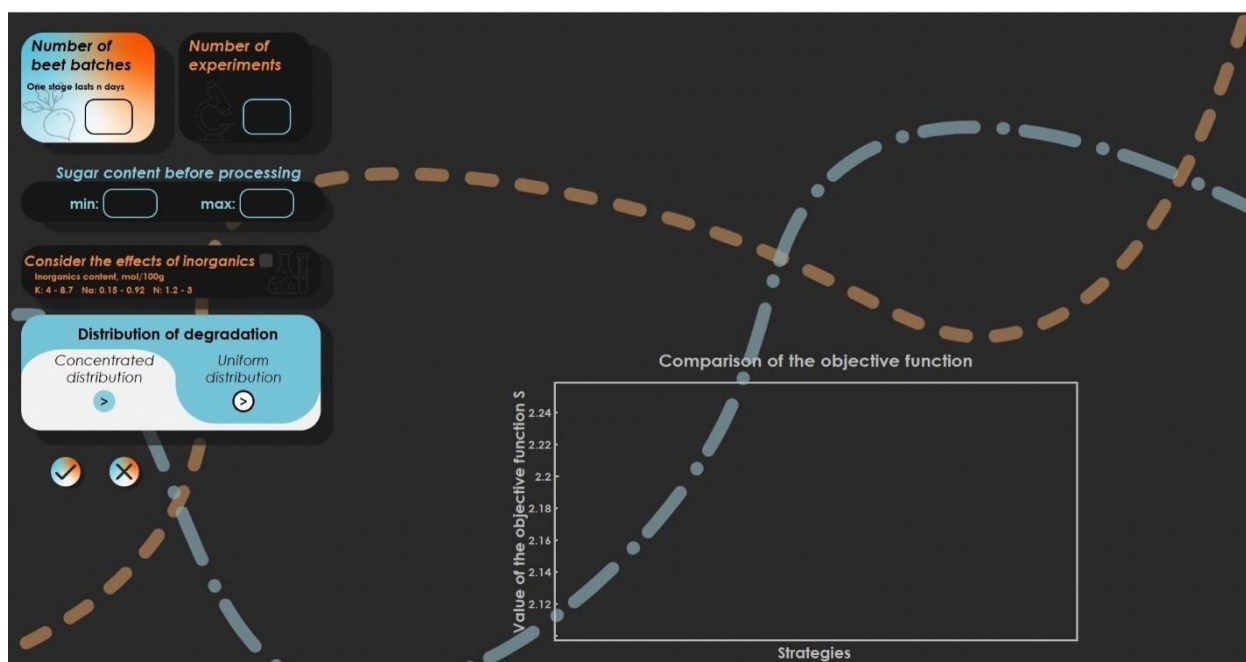 Number of
beet batches
One stage lasts n days
Number of
experiments
Sugar content before processing
min:
max:
Consider the effects of inorganics
Inorganics content, mol/100g
K: 4 - 8.7 Na: 0.15 - 0.92 N: 1.2 - 3
Distribution of degradation
Concentrated
distribution
>
Uniform
distribution
>
Comparison of the objective function
Value of the objective function S
2.24
2.22
2.2
2.18
2.16
2.14
2.12
Strategies